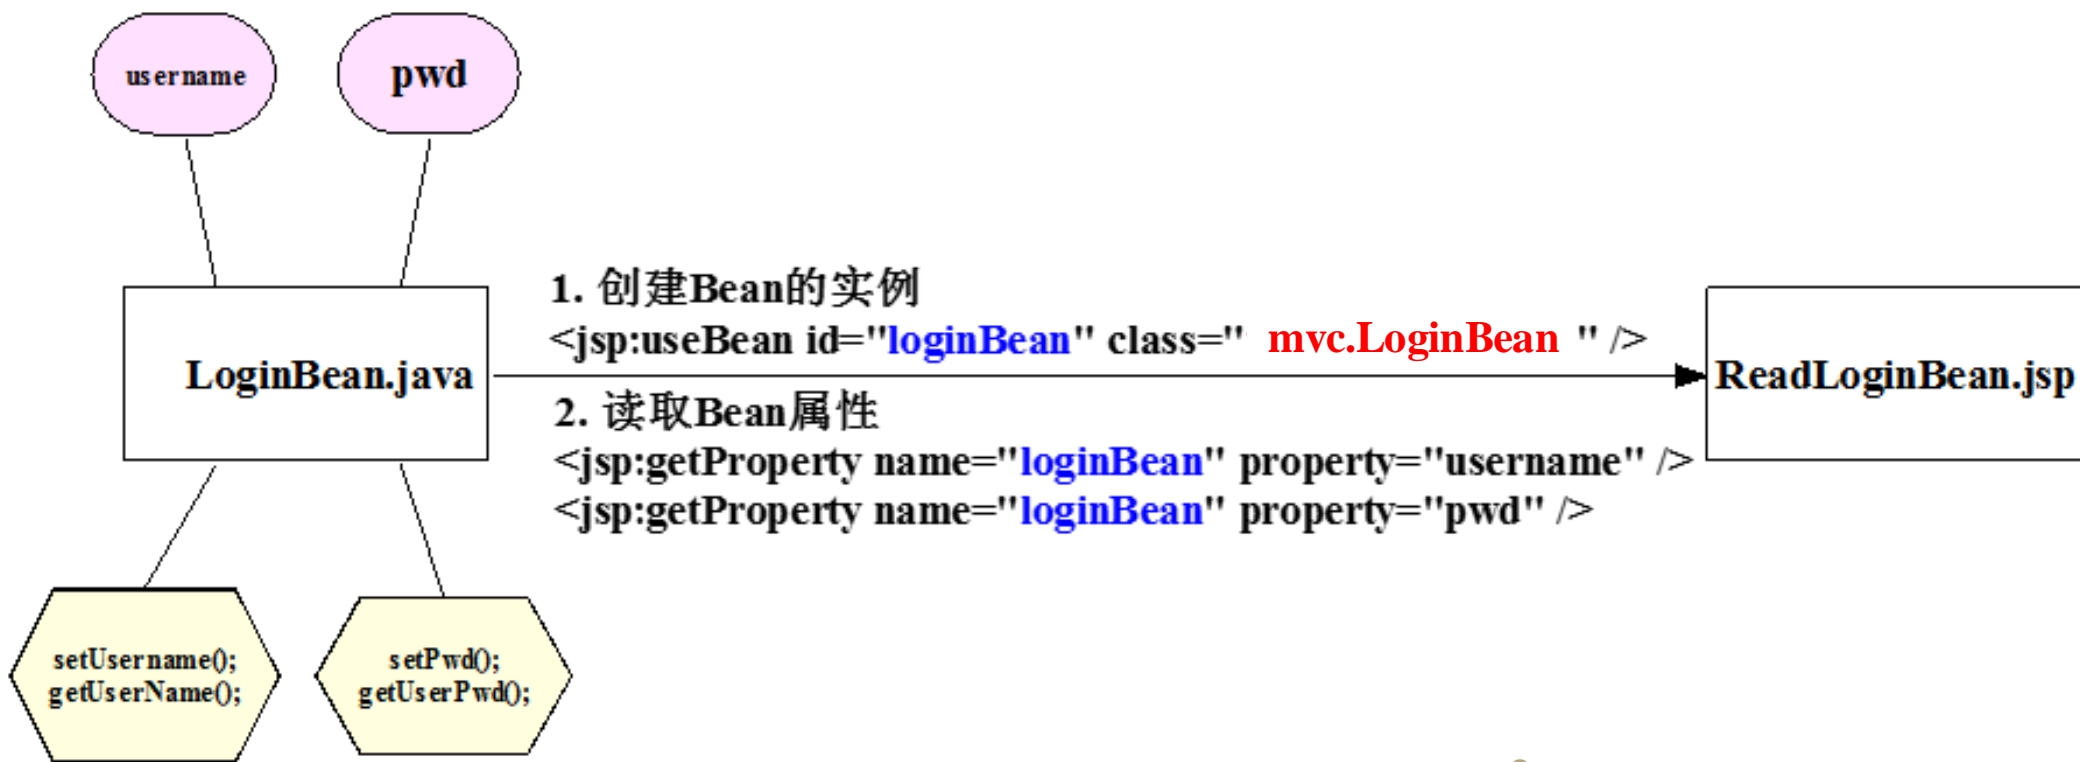 username
pwd
LoginBean.java
1. 创建Bean的实例
<jsp:useBean id="loginBean" class=" mvc.LoginBean " />
2. 读取Bean属性
<jsp:getProperty name="loginBean" property="username" />
<jsp:getProperty name="loginBean" property="pwd" />
ReadLoginBean.jsp
setUsername();
getUserName();
setPwd();
getUserPwd();